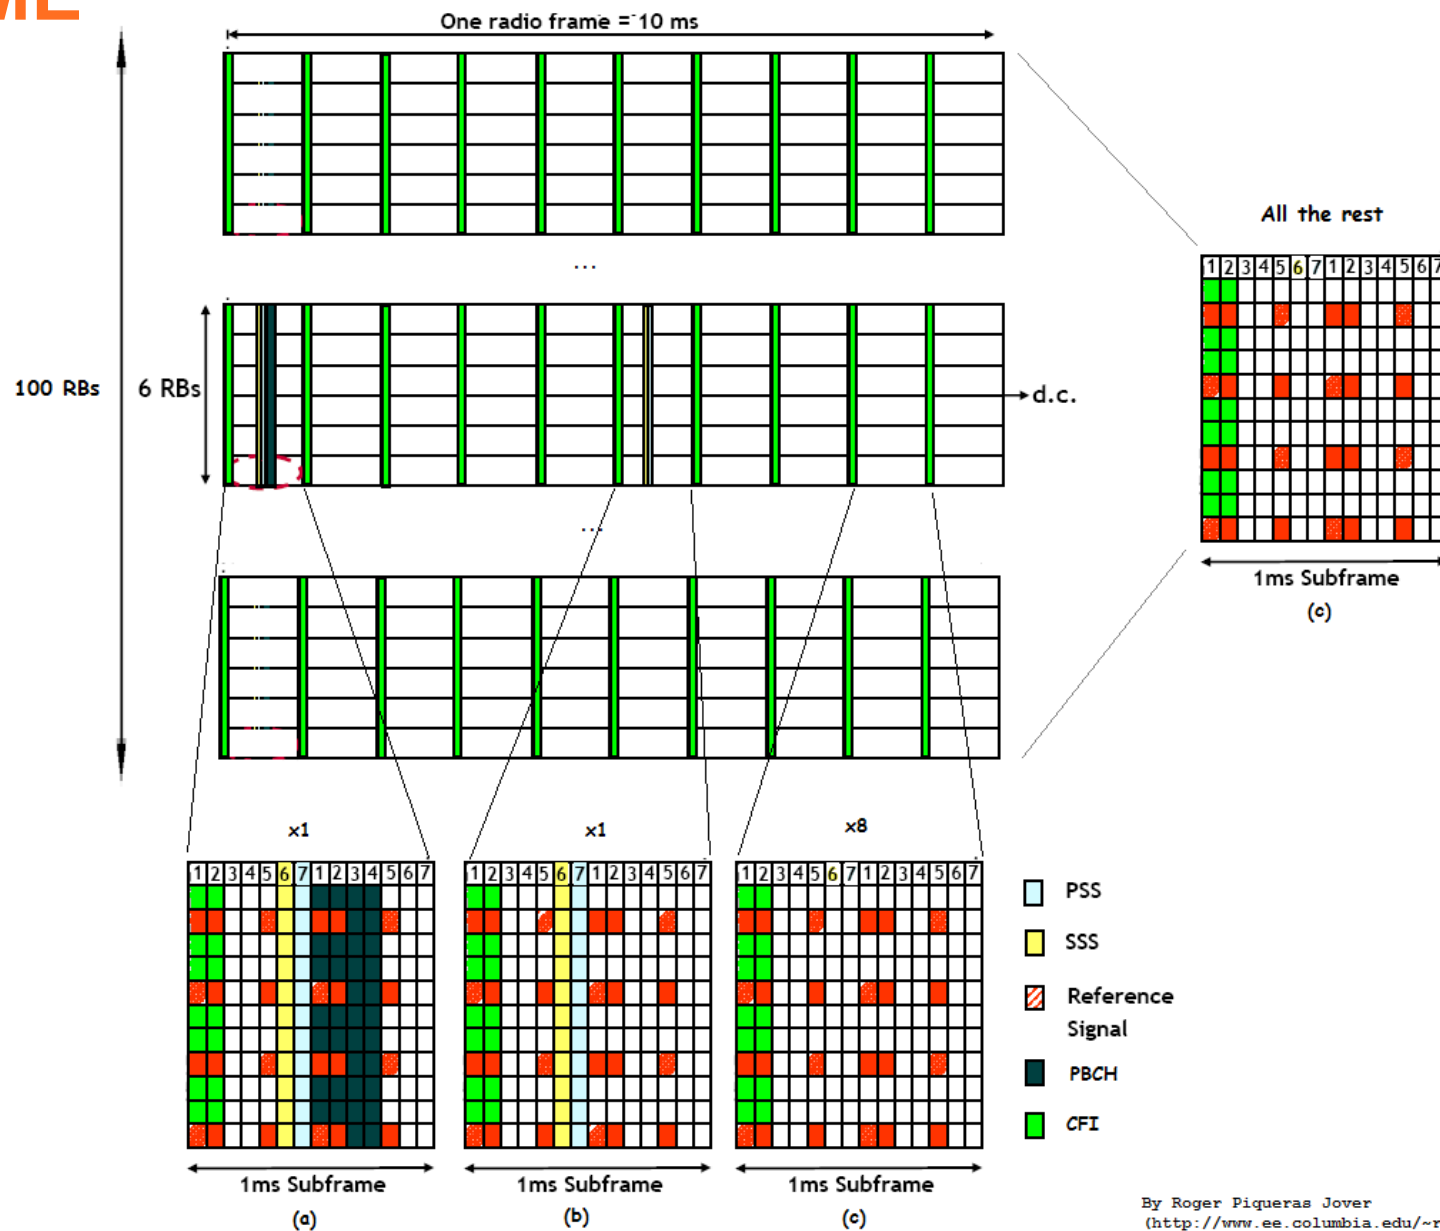 ME
One radio frame = 10 ms
All the rest
1 2 3 4 5 6 7 1 2 3 4 5 6 7
...
100 RBs
6 RBs
d.c.
...
1ms Subframe
(c)
x1
x1
x8
1 2 3 4 5 6 7 1 2 3 4 5 6 7
1 2 3 4 5 6 7 1 2 3 4 5 6 7
1 2 3 4 5 6 7 1 2 3 4 5 6 7
PSS
SSS
Reference
Signal
PBCH
CFI
1ms Subframe
(a)
1ms Subframe
(b)
1ms Subframe
(c)
By Roger Piqueras Jover
(http://www.ee.columbia.edu/~r